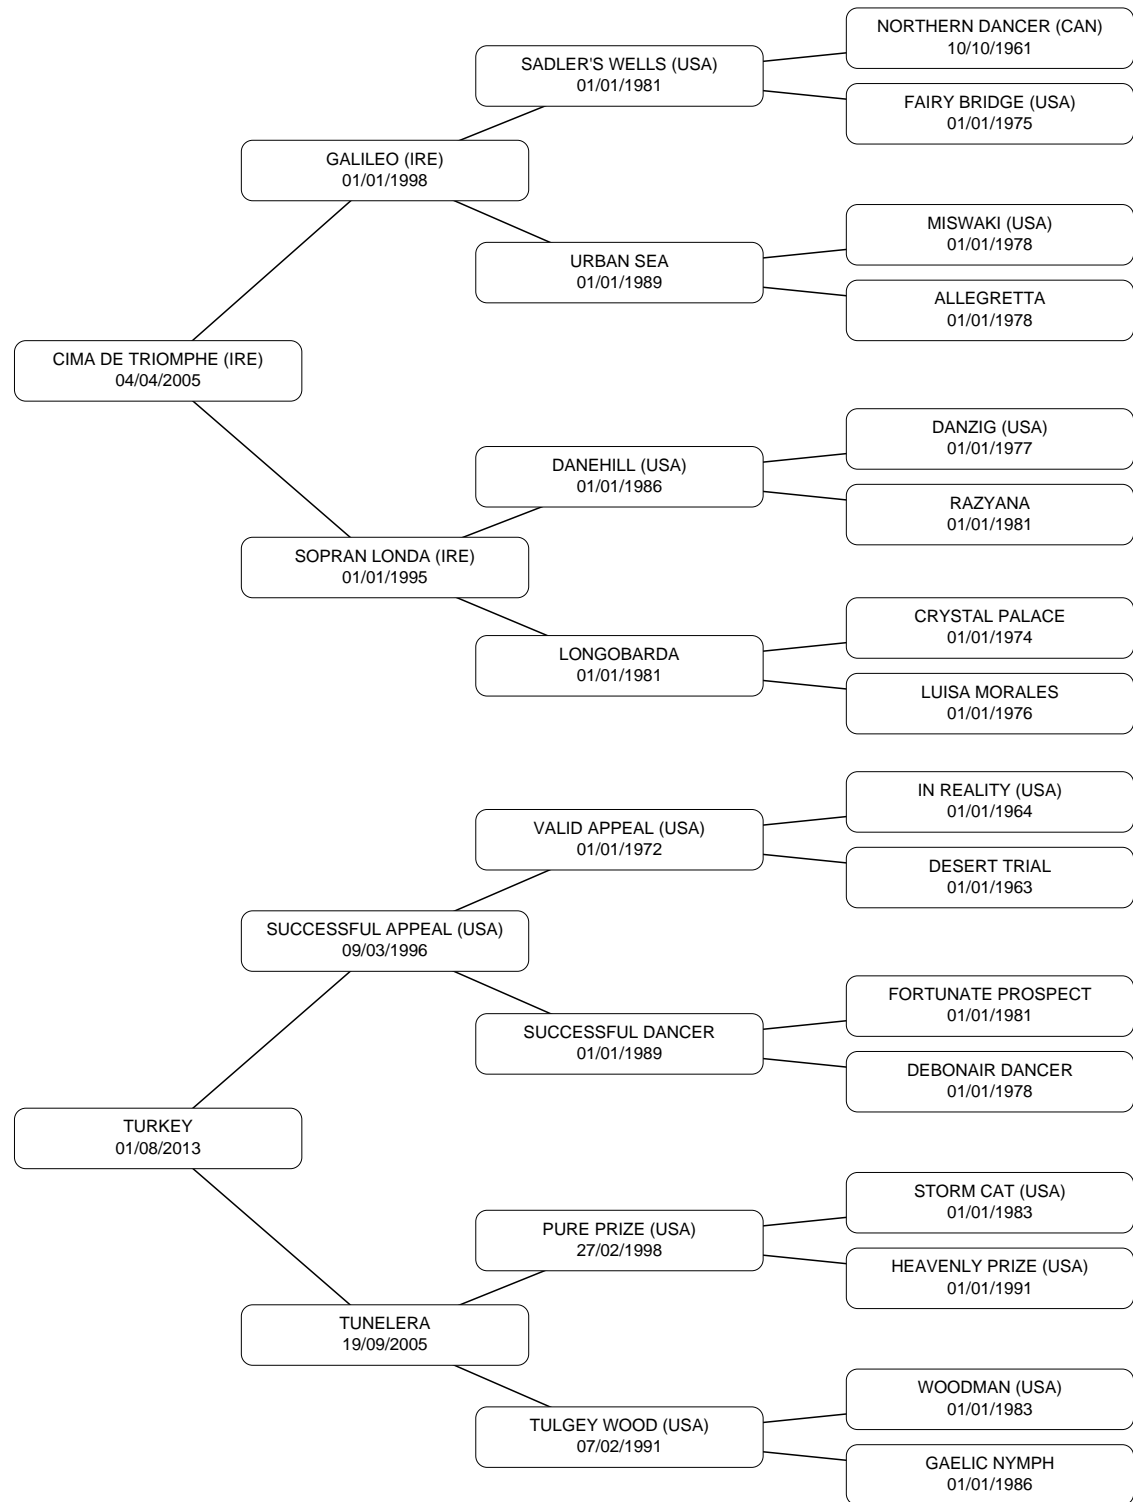 NORTHERN DANCER (CAN)
10/10/1961
SADLER'S WELLS (USA)
01/01/1981
FAIRY BRIDGE (USA)
01/01/1975
GALILEO (IRE)
01/01/1998
MISWAKI (USA)
01/01/1978
URBAN SEA
01/01/1989
ALLEGRETTA
01/01/1978
CIMA DE TRIOMPHE (IRE)
04/04/2005
DANZIG (USA)
01/01/1977
DANEHILL (USA)
01/01/1986
RAZYANA
01/01/1981
SOPRAN LONDA (IRE)
01/01/1995
CRYSTAL PALACE
01/01/1974
LONGOBARDA
01/01/1981
LUISA MORALES
01/01/1976
IN REALITY (USA)
01/01/1964
VALID APPEAL (USA)
01/01/1972
DESERT TRIAL
01/01/1963
SUCCESSFUL APPEAL (USA)
09/03/1996
FORTUNATE PROSPECT
01/01/1981
SUCCESSFUL DANCER
01/01/1989
DEBONAIR DANCER
01/01/1978
TURKEY
01/08/2013
STORM CAT (USA)
01/01/1983
PURE PRIZE (USA)
27/02/1998
HEAVENLY PRIZE (USA)
01/01/1991
TUNELERA
19/09/2005
WOODMAN (USA)
01/01/1983
TULGEY WOOD (USA)
07/02/1991
GAELIC NYMPH
01/01/1986